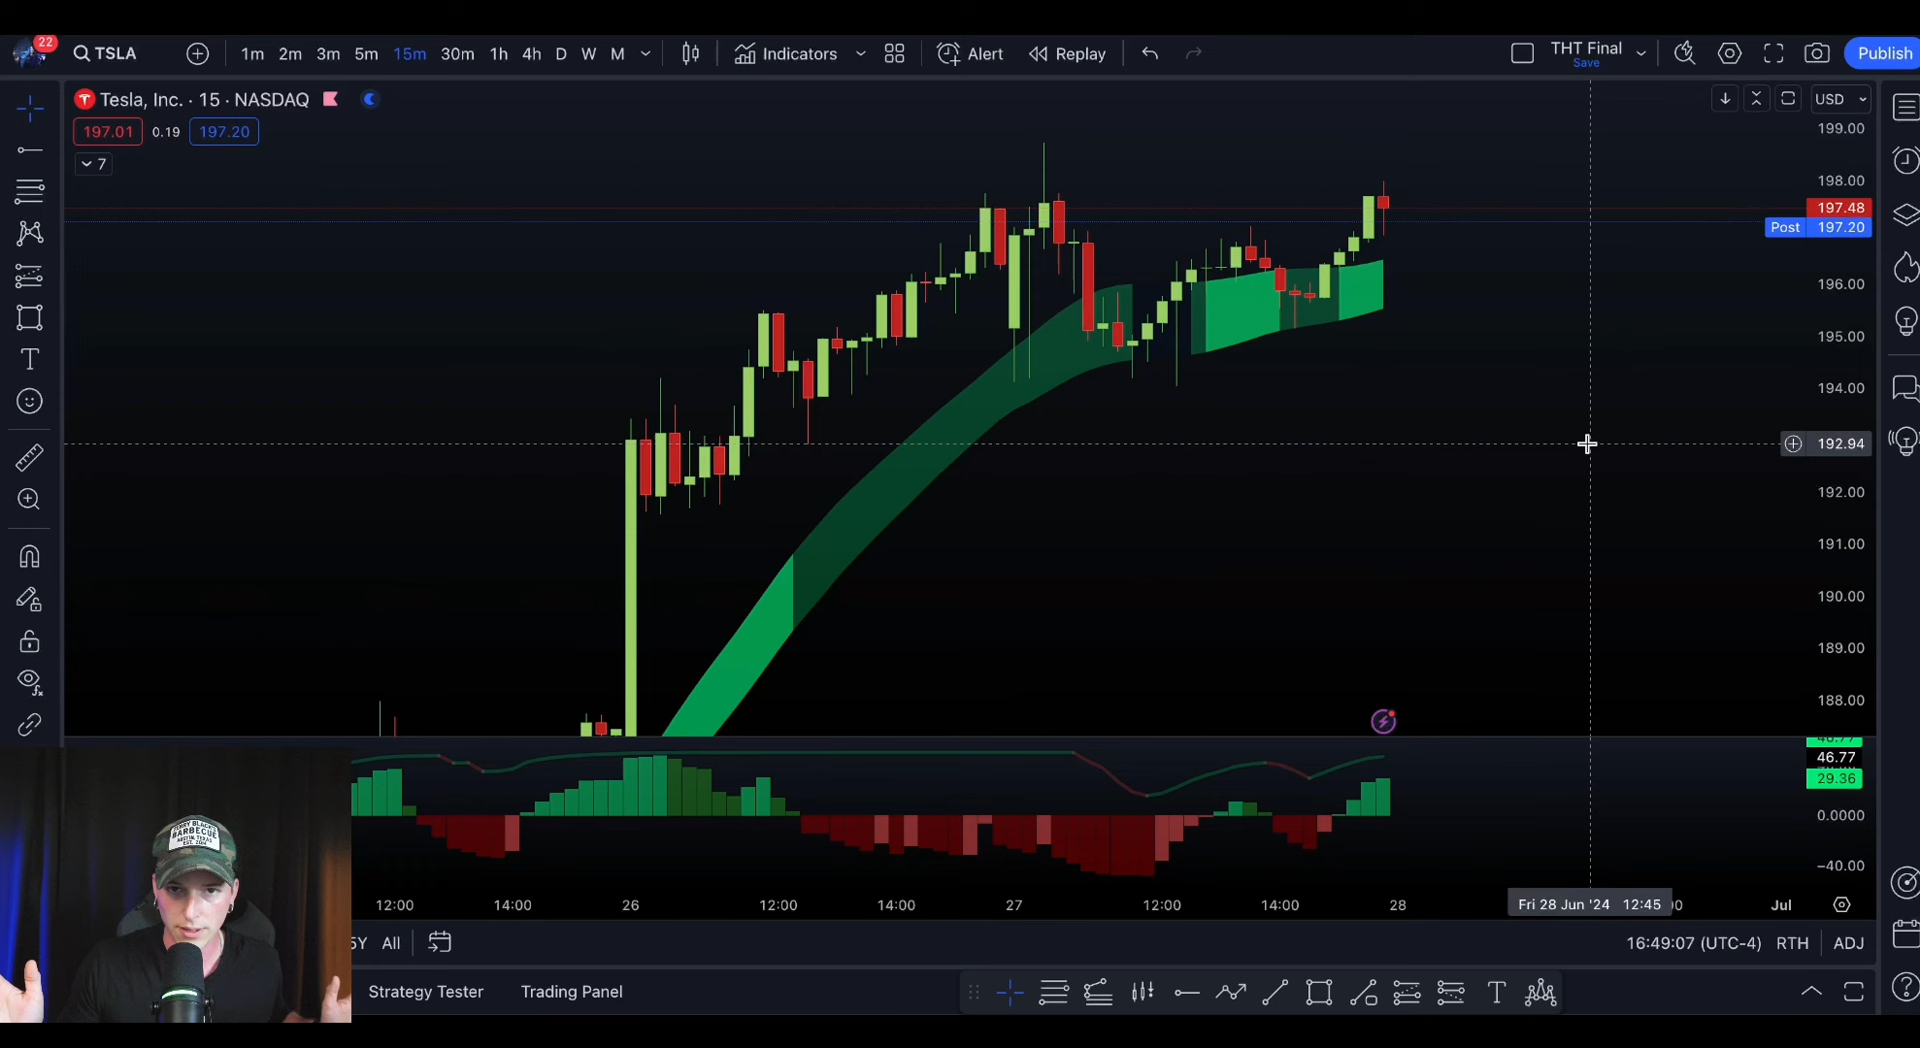 22
TSLA
1m 2m 3m 5m 15m 30m 1h 4h D W M
Indicators
Alert
Replay
THT Final
Save
Publish
Tesla, Inc. · 15 · NASDAQ
USD
197.01 0.19 197.20
7
199.00
198.00
197.48
Post 197.20
196.00
195.00
194.00
192.94
192.00
191.00
190.00
189.00
188.00
46.77
46.77
29.36
0.0000
−40.00
12:00 14:00 26 12:00 14:00 27 12:00 14:00 28 Fri 28 Jun '24 12:45 Jul
5Y All
16:49:07 (UTC-4) RTH ADJ
Strategy Tester Trading Panel
BARBECUE
AUSTIN, TEXAS